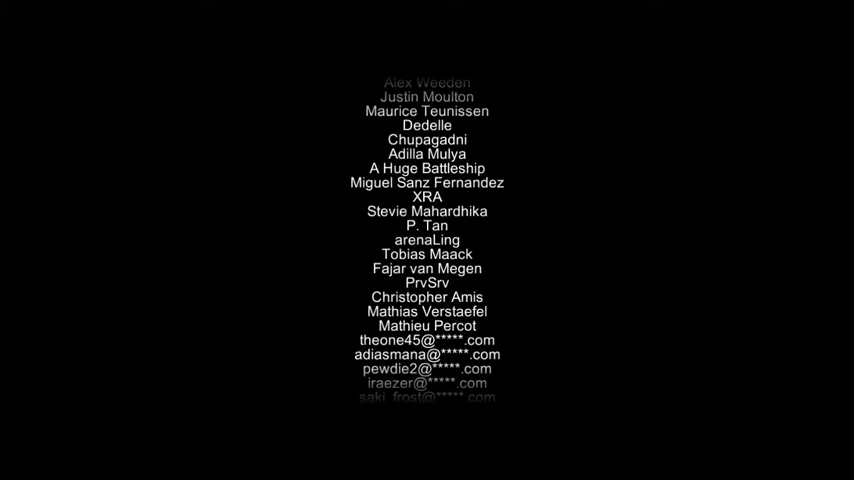 Alex Weeden
Justin Moulton
Maurice Teunissen
Dedelle
Chupagadni
Adilla Mulya
A Huge Battleship
Miguel Sanz Fernandez
XRA
Stevie Mahardhika
P. Tan
arenaLing
Tobias Maack
Fajar van Megen
PrvSrv
Christopher Amis
Mathias Verstaefel
Mathieu Percot
theone45@*****.com
adiasmana@*****.com
pewdie2@*****.com
iraezer@*****.com
saki_frost@*****.com